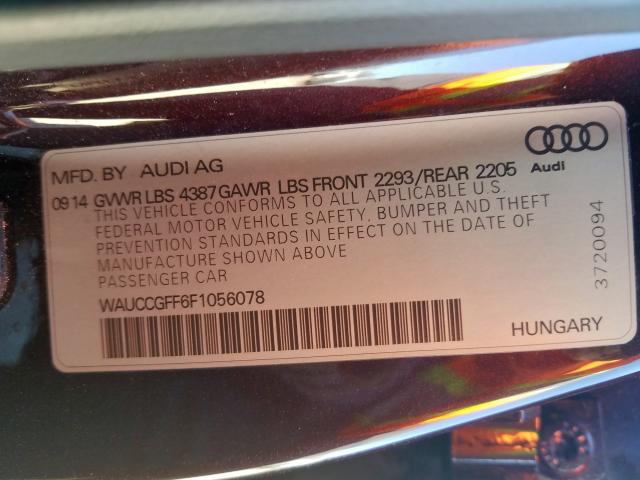 MFD. BY AUDI AG
Audi
09 14 GVWR LBS 4387 GAWR LBS FRONT 2293/REAR 2205
THIS VEHICLE CONFORMS TO ALL APPLICABLE U.S.
FEDERAL MOTOR VEHICLE SAFETY, BUMPER AND THEFT
PREVENTION STANDARDS IN EFFECT ON THE DATE OF
MANUFACTURE SHOWN ABOVE
PASSENGER CAR
WAUCCGFF6F1056078
HUNGARY
3720094